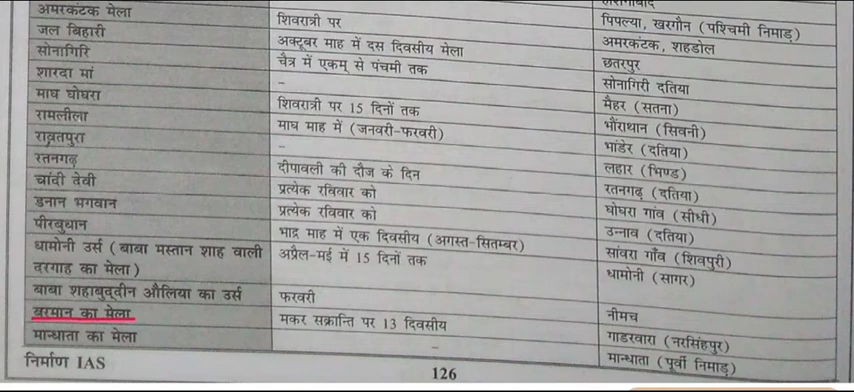 पिपल्या, खरगौन (पश्चिमी निमाड़)
अमरकंटक मेला शिवरात्री पर अमरकंटक, शहडोल
जल बिहारी अक्टूबर माह में दस दिवसीय मेला छतरपुर
सोनागिरि चैत्र में एकम् से पंचमी तक सोनागिरी दतिया
शारदा मां – मैहर (सतना)
माघ घोघरा शिवरात्री पर 15 दिनों तक भौंराथान (सिवनी)
रामलीला माघ माह में (जनवरी-फरवरी) भांडेर (दतिया)
रावतपुरा – लहार (भिण्ड)
रतनगढ़ दीपावली की दौज के दिन रतनगढ़ (दतिया)
चांदी देवी प्रत्येक रविवार को घोघरा गांव (सीधी)
उनान भगवान प्रत्येक रविवार को उन्नाव (दतिया)
पीरबुधान भाद्र माह में एक दिवसीय (अगस्त-सितम्बर) सांवरा गाँव (शिवपुरी)
धामोनी उर्स (बाबा मस्तान शाह वाली अप्रैल-मई में 15 दिनों तक धामोनी (सागर)
दरगाह का मेला)
बाबा शहाबुद्दीन औलिया का उर्स फरवरी नीमच
बरमान का मेला मकर सक्रान्ति पर 13 दिवसीय गाडरवारा (नरसिंहपुर)
मान्धाता का मेला – मान्धाता (पूर्वी निमाड़)
निर्माण IAS 126